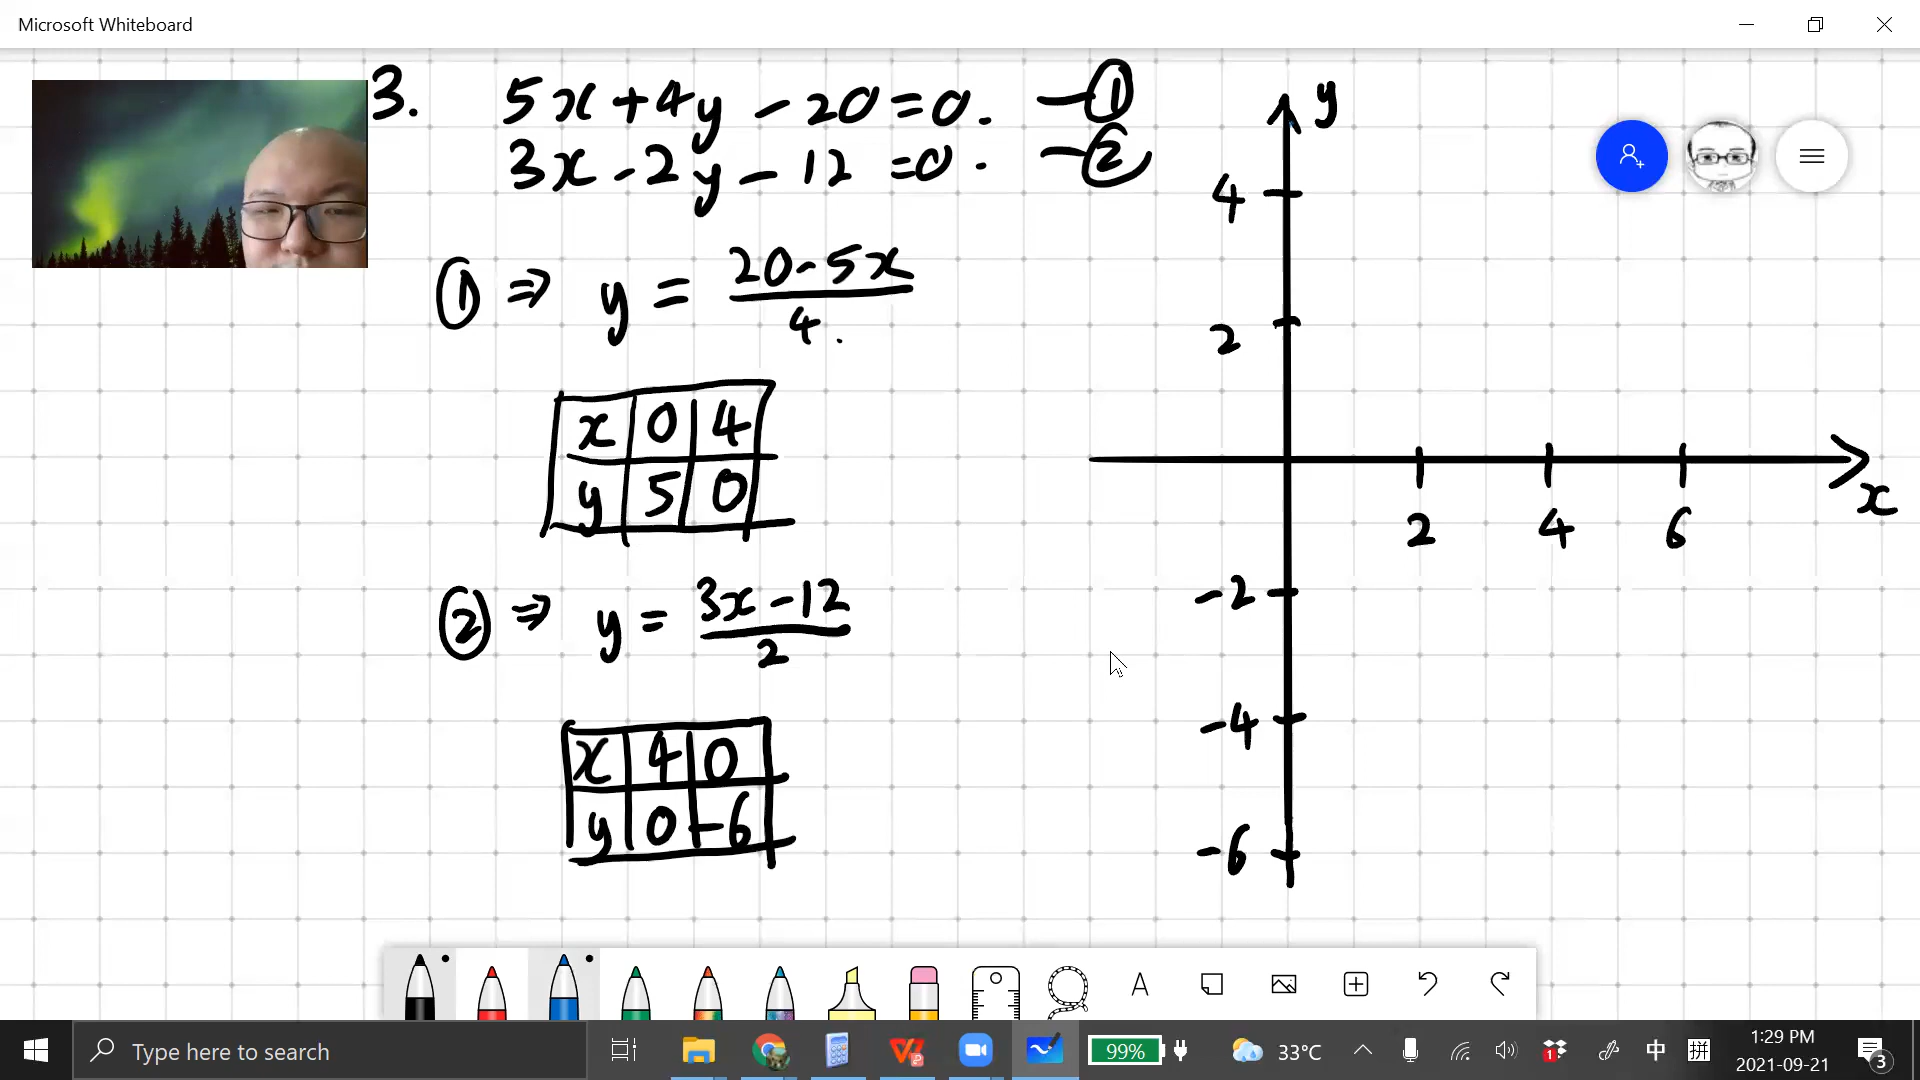 Microsoft Whiteboard
3. 5x + 4y - 20 = 0. — ①
3x - 2y - 12 = 0. — ②
① ⇒ y = (20 - 5x)/4.
x 0 4
y 5 0
② ⇒ y = (3x - 12)/2
x 4 0
y 0 -6
y
4
2
2 4 6 x
-2
-4
-6
A
Type here to search
99%
33°C
1
中
拼
1:29 PM
2021-09-21
3